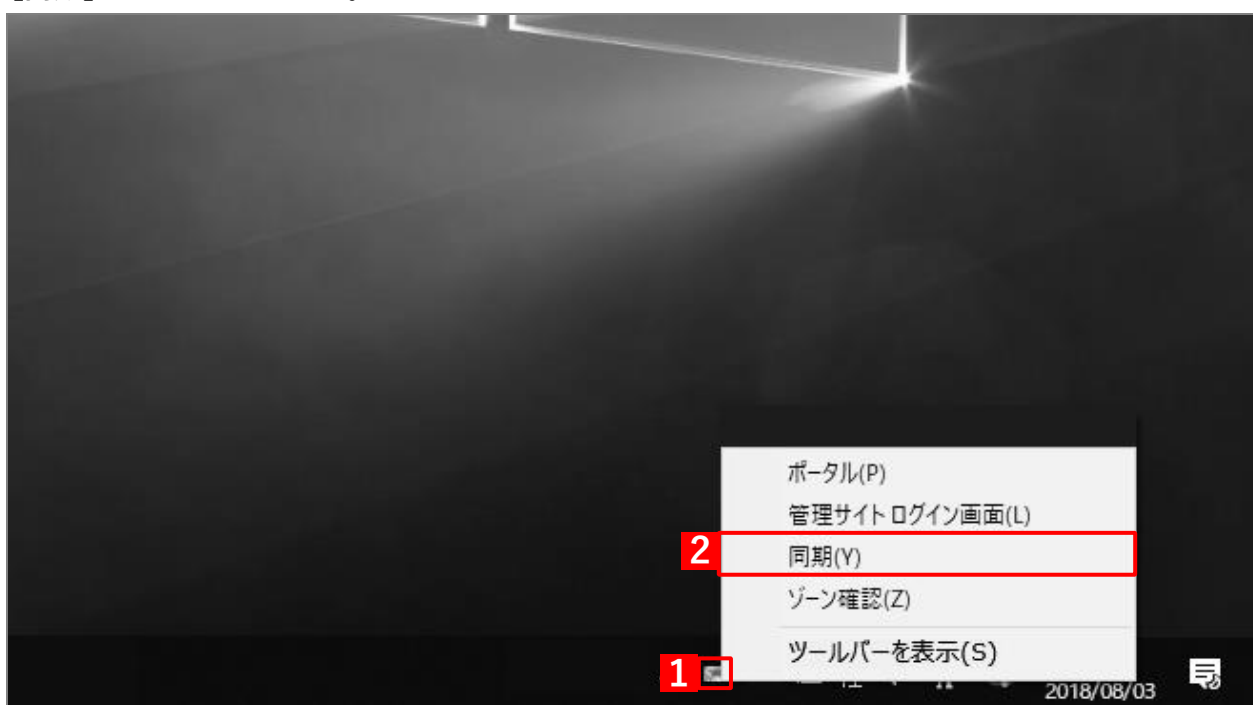 ポータル(P)
管理サイトログイン画面(L)
2
同期(Y)
ゾーン確認(Z)
ツールバーを表示(S)
1
2018/08/03